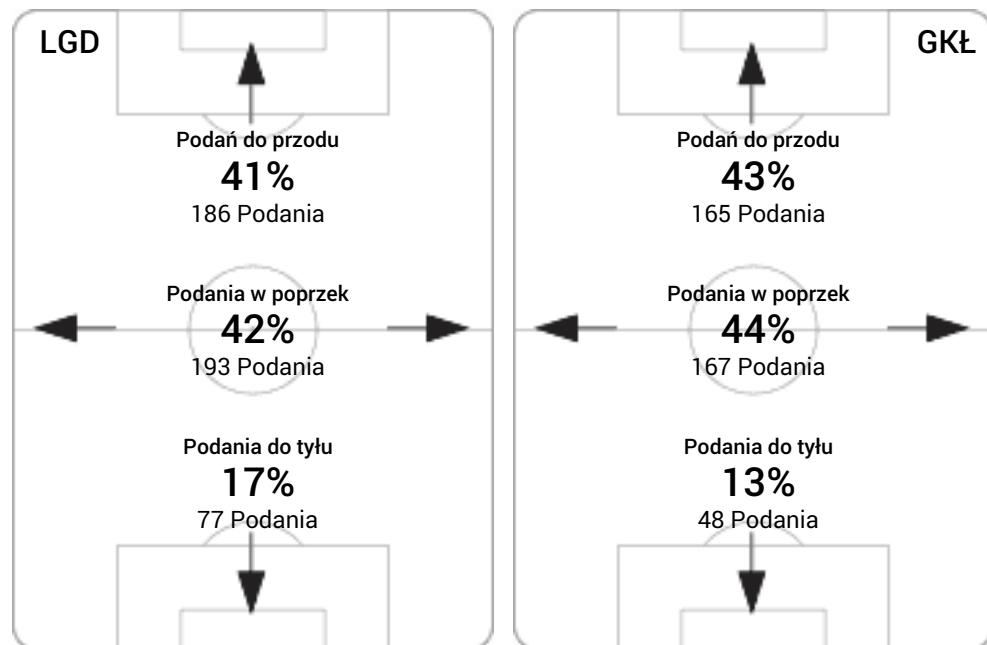 LGD
Podań do przodu
41%
186 Podania
Podania w poprzek
42%
193 Podania
Podania do tyłu
17%
77 Podania
GKŁ
Podań do przodu
43%
165 Podania
Podania w poprzek
44%
167 Podania
Podania do tyłu
13%
48 Podania